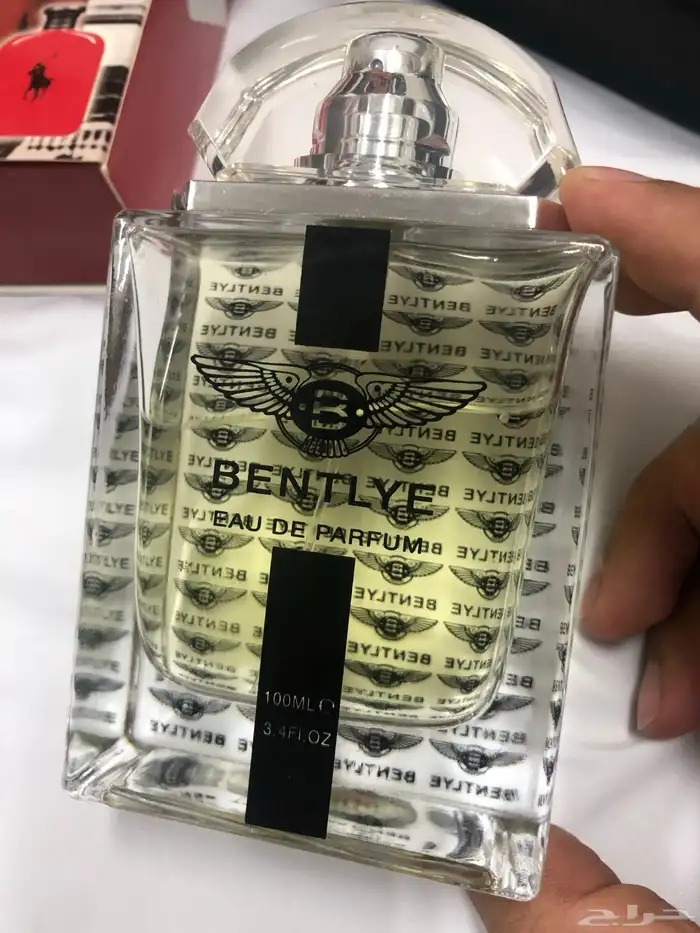 BENTLYE
EAU DE PARFUM
100ML℮
3.4Fl.OZ
حراج